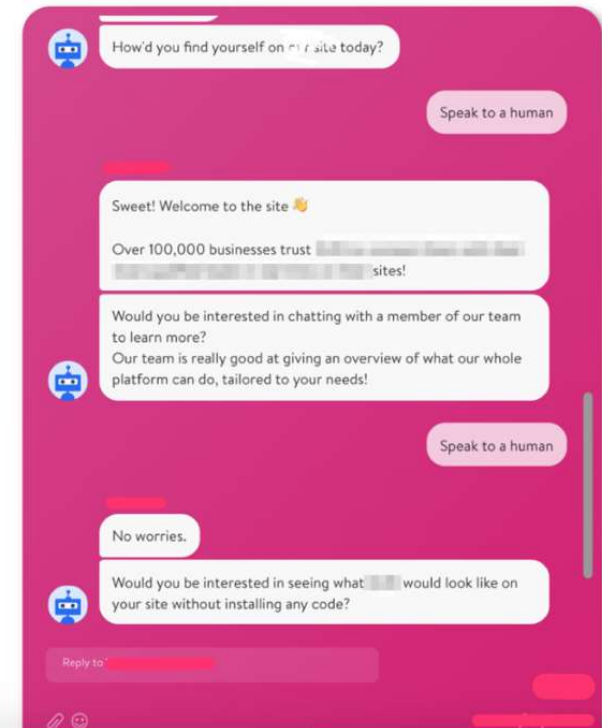 How'd you find yourself on our site today?
Speak to a human
Sweet! Welcome to the site 👋
Over 100,000 businesses trust
sites!
Would you be interested in chatting with a member of our team
to learn more?
Our team is really good at giving an overview of what our whole
platform can do, tailored to your needs!
Speak to a human
No worries.
Would you be interested in seeing what would look like on
your site without installing any code?
Reply to